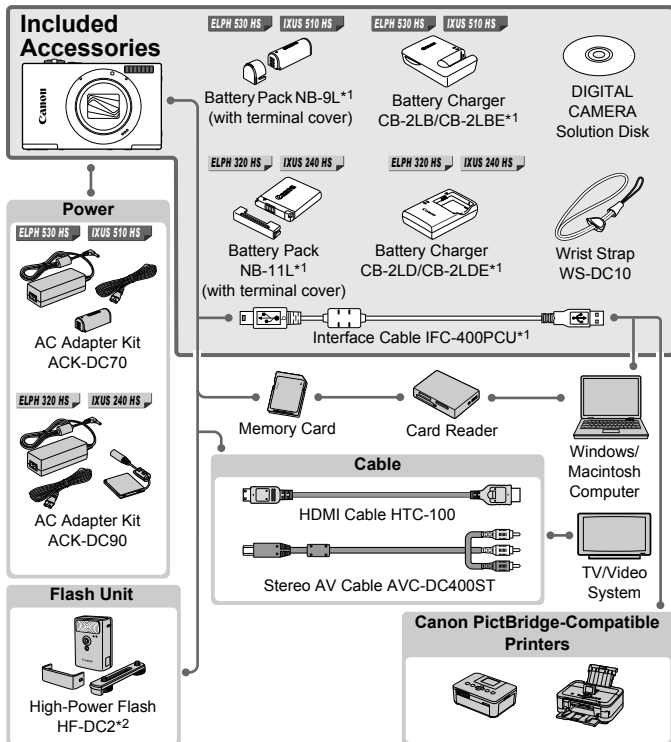 Included
Accessories
Canon
ELPH 530 HS IXUS 510 HS
Battery Pack NB-9L*1
(with terminal cover)
ELPH 530 HS IXUS 510 HS
Battery Charger
CB-2LB/CB-2LBE*1
DIGITAL
CAMERA
Solution Disk
ELPH 320 HS IXUS 240 HS
Canon
Battery Pack
NB-11L*1
(with terminal cover)
ELPH 320 HS IXUS 240 HS
Battery Charger
CB-2LD/CB-2LDE*1
Wrist Strap
WS-DC10
Interface Cable IFC-400PCU*1
Power
ELPH 530 HS IXUS 510 HS
AC Adapter Kit
ACK-DC70
ELPH 320 HS IXUS 240 HS
AC Adapter Kit
ACK-DC90
Memory Card
Card Reader
Windows/
Macintosh
Computer
Cable
HDMI Cable HTC-100
Stereo AV Cable AVC-DC400ST
TV/Video
System
Flash Unit
High-Power Flash
HF-DC2*2
Canon PictBridge-Compatible
Printers